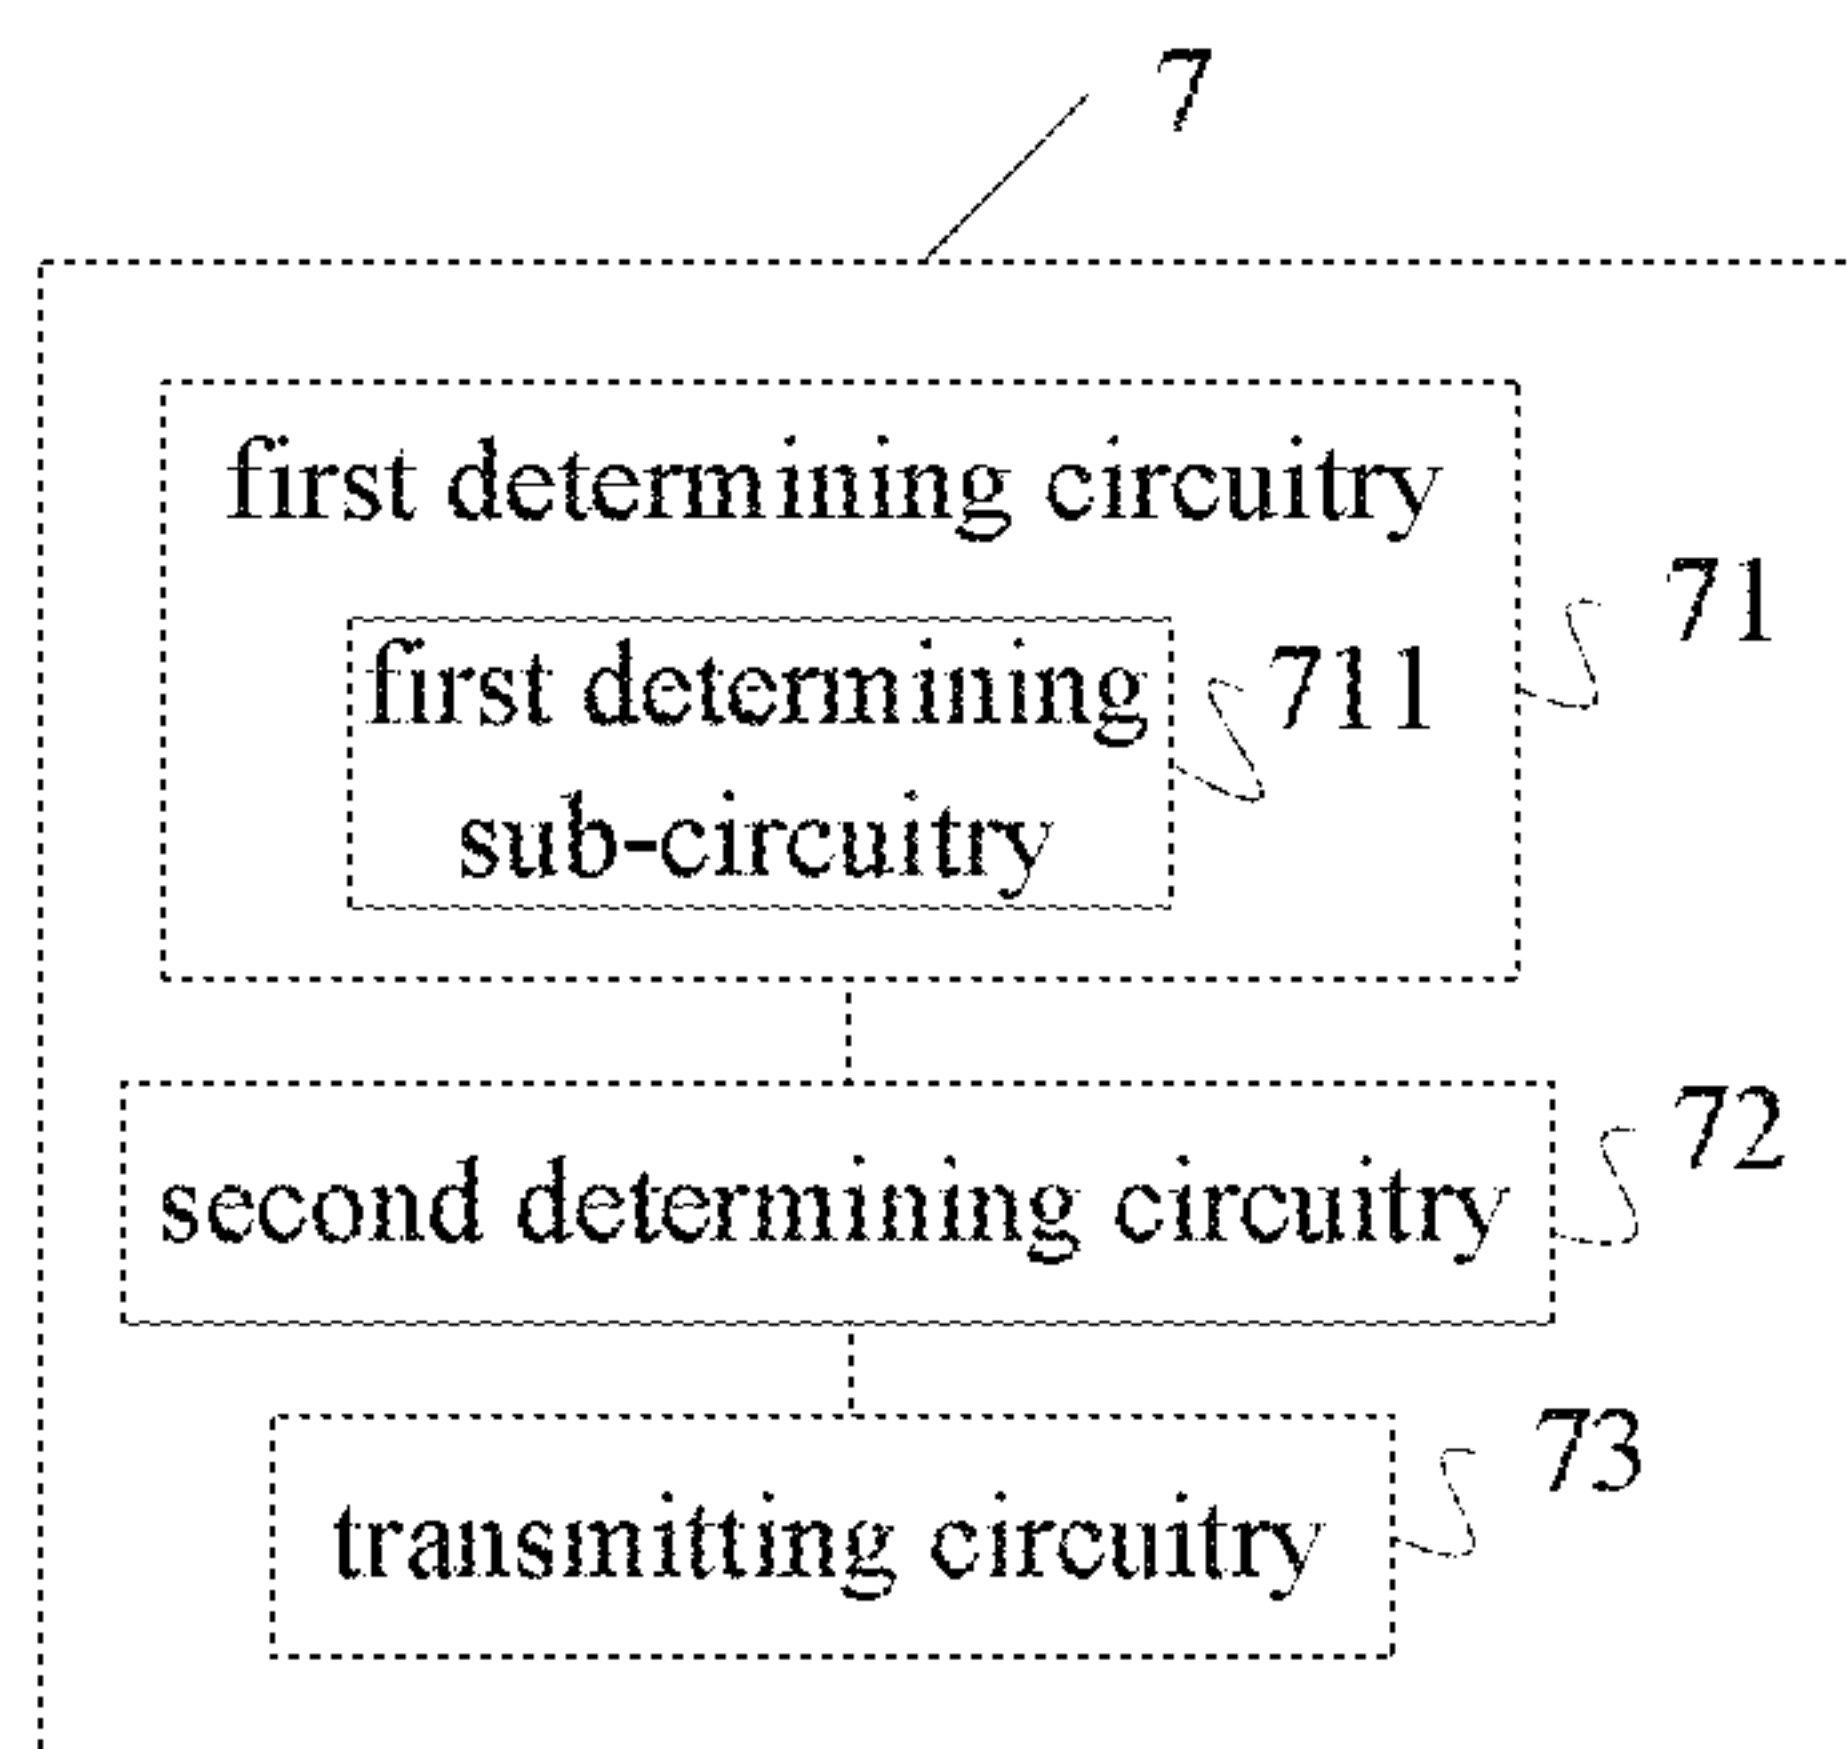 7
first determining circuitry
71
first determining
711
sub-circuitry
72
second determining circuitry
73
transmitting circuitry